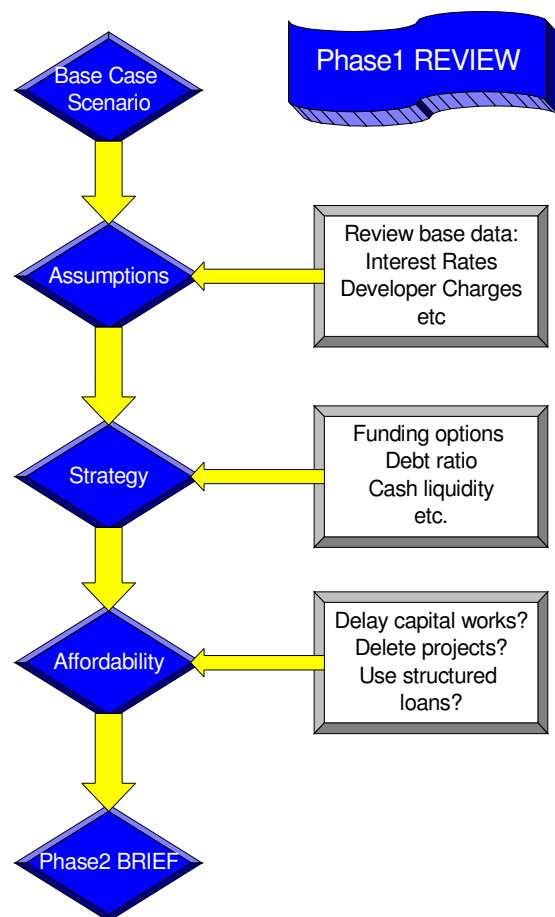 Phase1 REVIEW
Base Case
Scenario
Assumptions
Review base data:
Interest Rates
Developer Charges
etc
Strategy
Funding options
Debt ratio
Cash liquidity
etc.
Affordability
Delay capital works?
Delete projects?
Use structured
loans?
Phase2 BRIEF